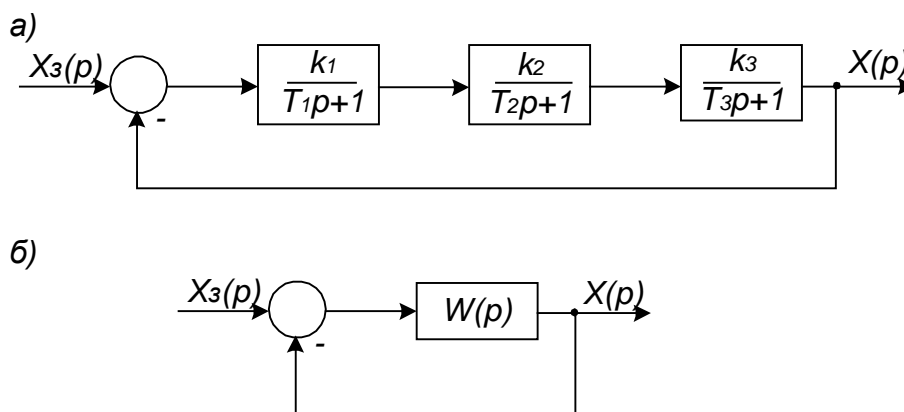 а)
Xз(p)
k1
T1p+1
k2
T2p+1
k3
T3p+1
X(p)
-
б)
Xз(p)
W(p)
X(p)
-